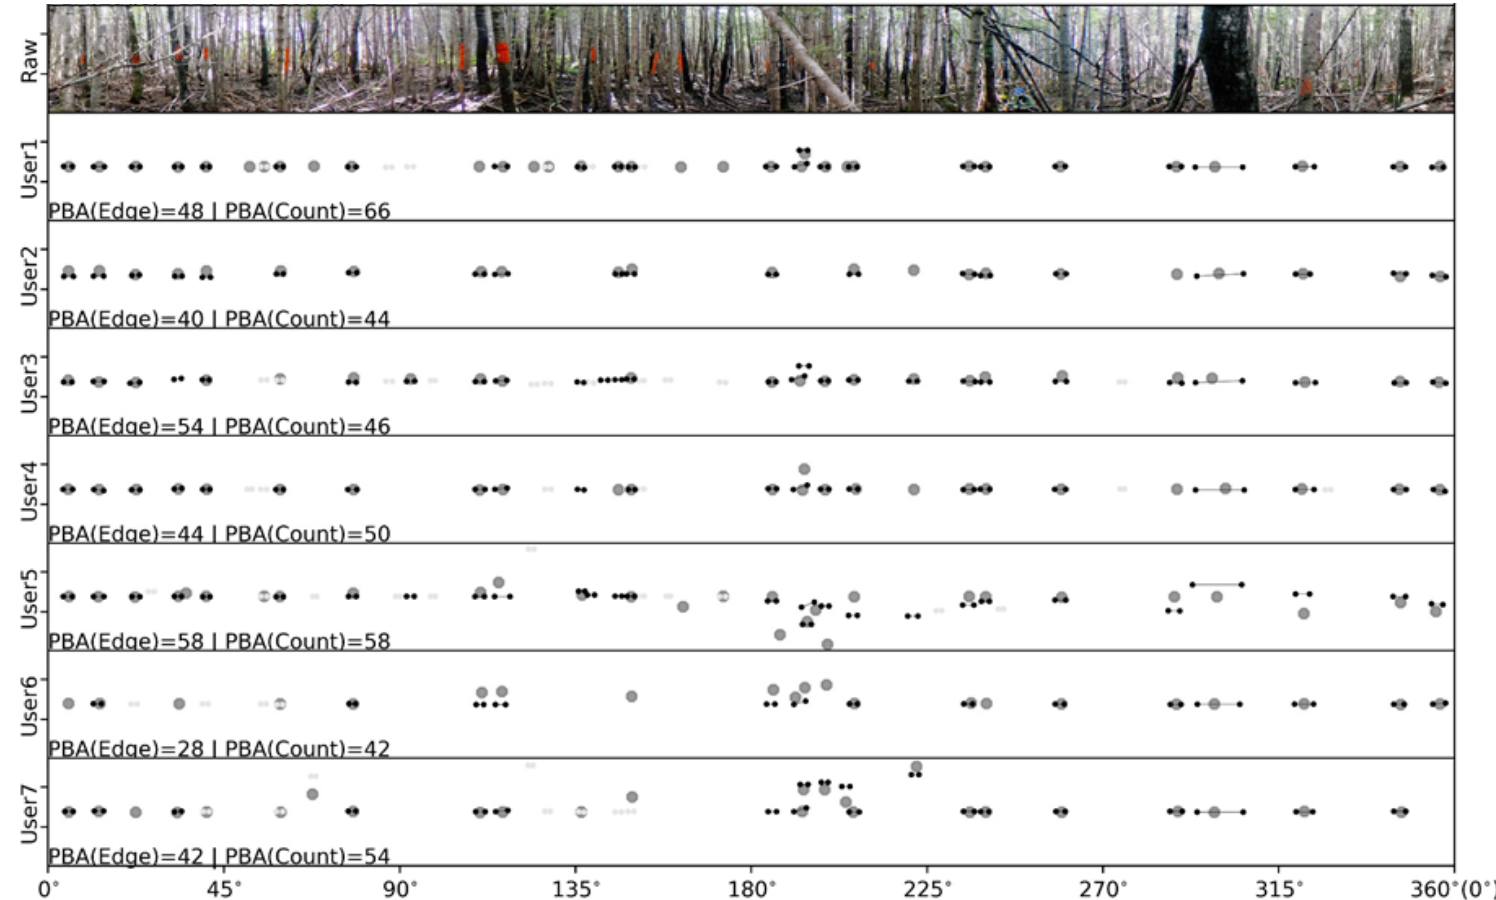 Raw
User1
PBA(Edge)=48 | PBA(Count)=66
User2
PBA(Edge)=40 | PBA(Count)=44
User3
PBA(Edge)=54 | PBA(Count)=46
User4
PBA(Edge)=44 | PBA(Count)=50
User5
PBA(Edge)=58 | PBA(Count)=58
User6
PBA(Edge)=28 | PBA(Count)=42
User7
PBA(Edge)=42 | PBA(Count)=54
0° 45° 90° 135° 180° 225° 270° 315° 360°(0°)